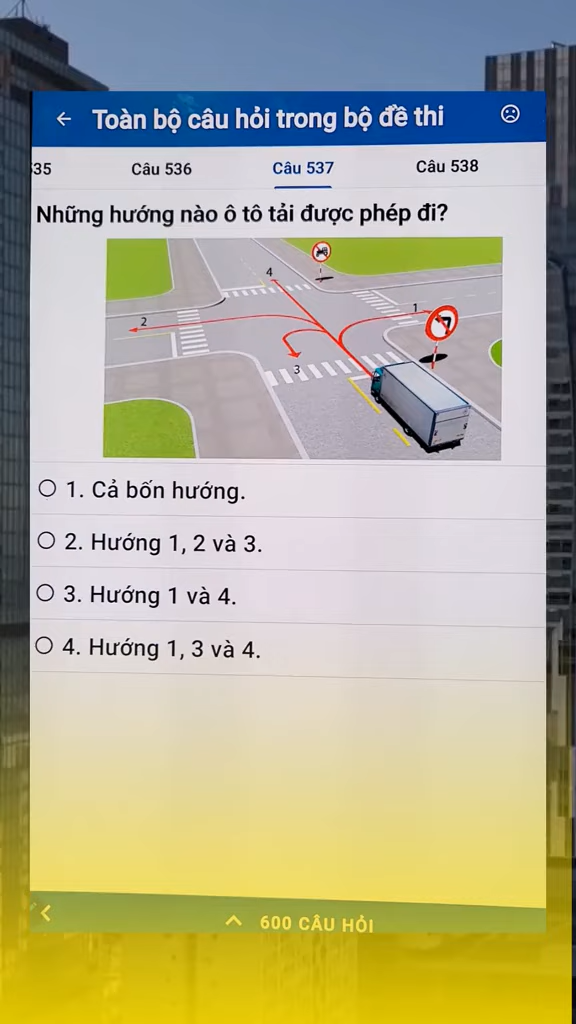 Toàn bộ câu hỏi trong bộ đề thi
35 Câu 536 Câu 537 Câu 538
Những hướng nào ô tô tải được phép đi?
4
1
2
3
1. Cả bốn hướng.
2. Hướng 1, 2 và 3.
3. Hướng 1 và 4.
4. Hướng 1, 3 và 4.
600 CÂU HỎI